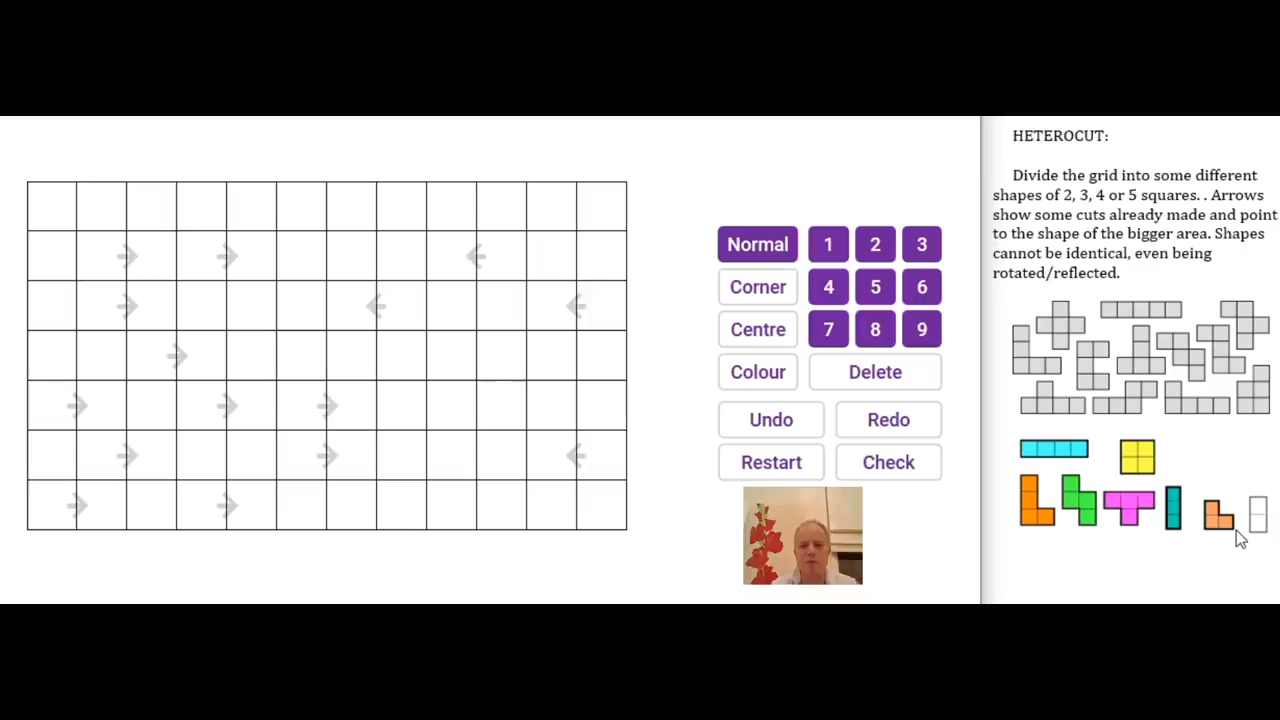 HETEROCUT:
Divide the grid into some different
shapes of 2, 3, 4 or 5 squares. . Arrows
show some cuts already made and point
to the shape of the bigger area. Shapes
cannot be identical, even being
rotated/reflected.
Normal 1 2 3
Corner 4 5 6
Centre 7 8 9
Colour Delete
Undo Redo
Restart Check